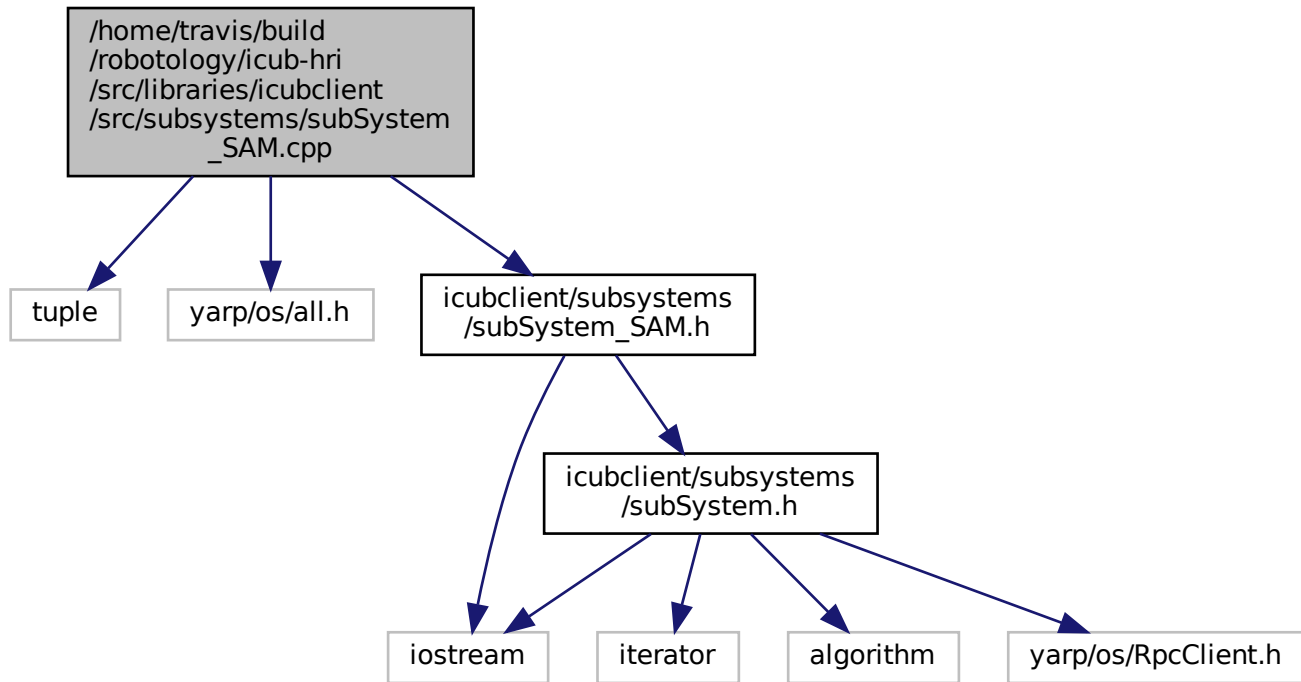 /home/travis/build
/robotology/icub-hri
/src/libraries/icubclient
/src/subsystems/subSystem
_SAM.cpp
tuple
yarp/os/all.h
icubclient/subsystems
/subSystem_SAM.h
icubclient/subsystems
/subSystem.h
iostream
iterator
algorithm
yarp/os/RpcClient.h